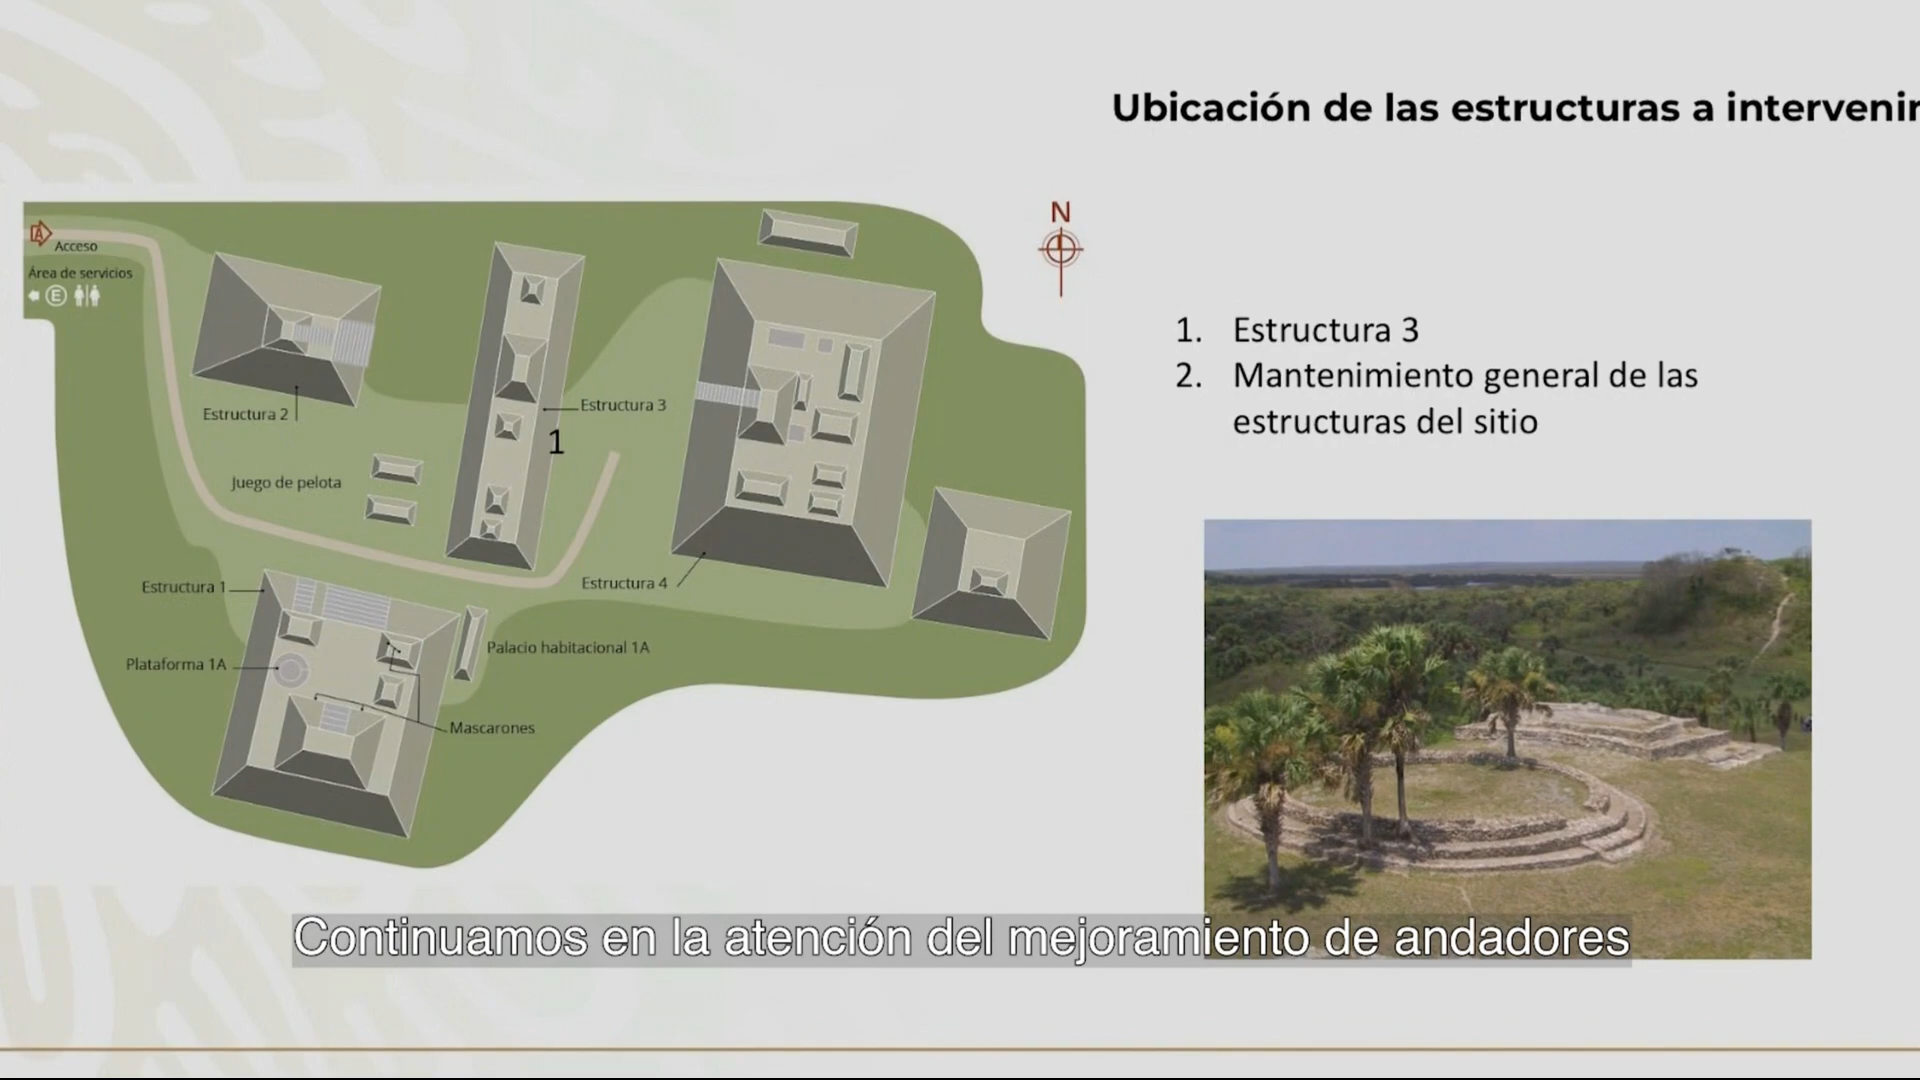 Ubicación de las estructuras a intervenir
N
A
Acceso
Área de servicios
E
Estructura 2
Estructura 3
1
Juego de pelota
Estructura 1
Estructura 4
Palacio habitacional 1A
Plataforma 1A
Mascarones
1. Estructura 3
2. Mantenimiento general de las
estructuras del sitio
Continuamos en la atención del mejoramiento de andadores